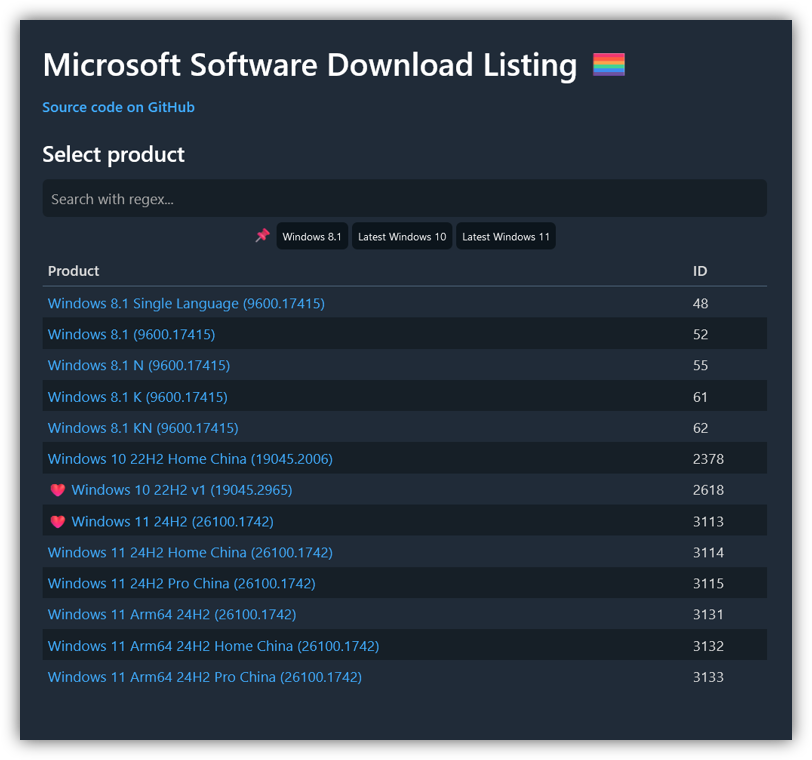 Microsoft Software Download Listing
Source code on GitHub
Select product
Search with regex...
Windows 8.1 Latest Windows 10 Latest Windows 11
Product ID
Windows 8.1 Single Language (9600.17415) 48
Windows 8.1 (9600.17415) 52
Windows 8.1 N (9600.17415) 55
Windows 8.1 K (9600.17415) 61
Windows 8.1 KN (9600.17415) 62
Windows 10 22H2 Home China (19045.2006) 2378
Windows 10 22H2 v1 (19045.2965) 2618
Windows 11 24H2 (26100.1742) 3113
Windows 11 24H2 Home China (26100.1742) 3114
Windows 11 24H2 Pro China (26100.1742) 3115
Windows 11 Arm64 24H2 (26100.1742) 3131
Windows 11 Arm64 24H2 Home China (26100.1742) 3132
Windows 11 Arm64 24H2 Pro China (26100.1742) 3133